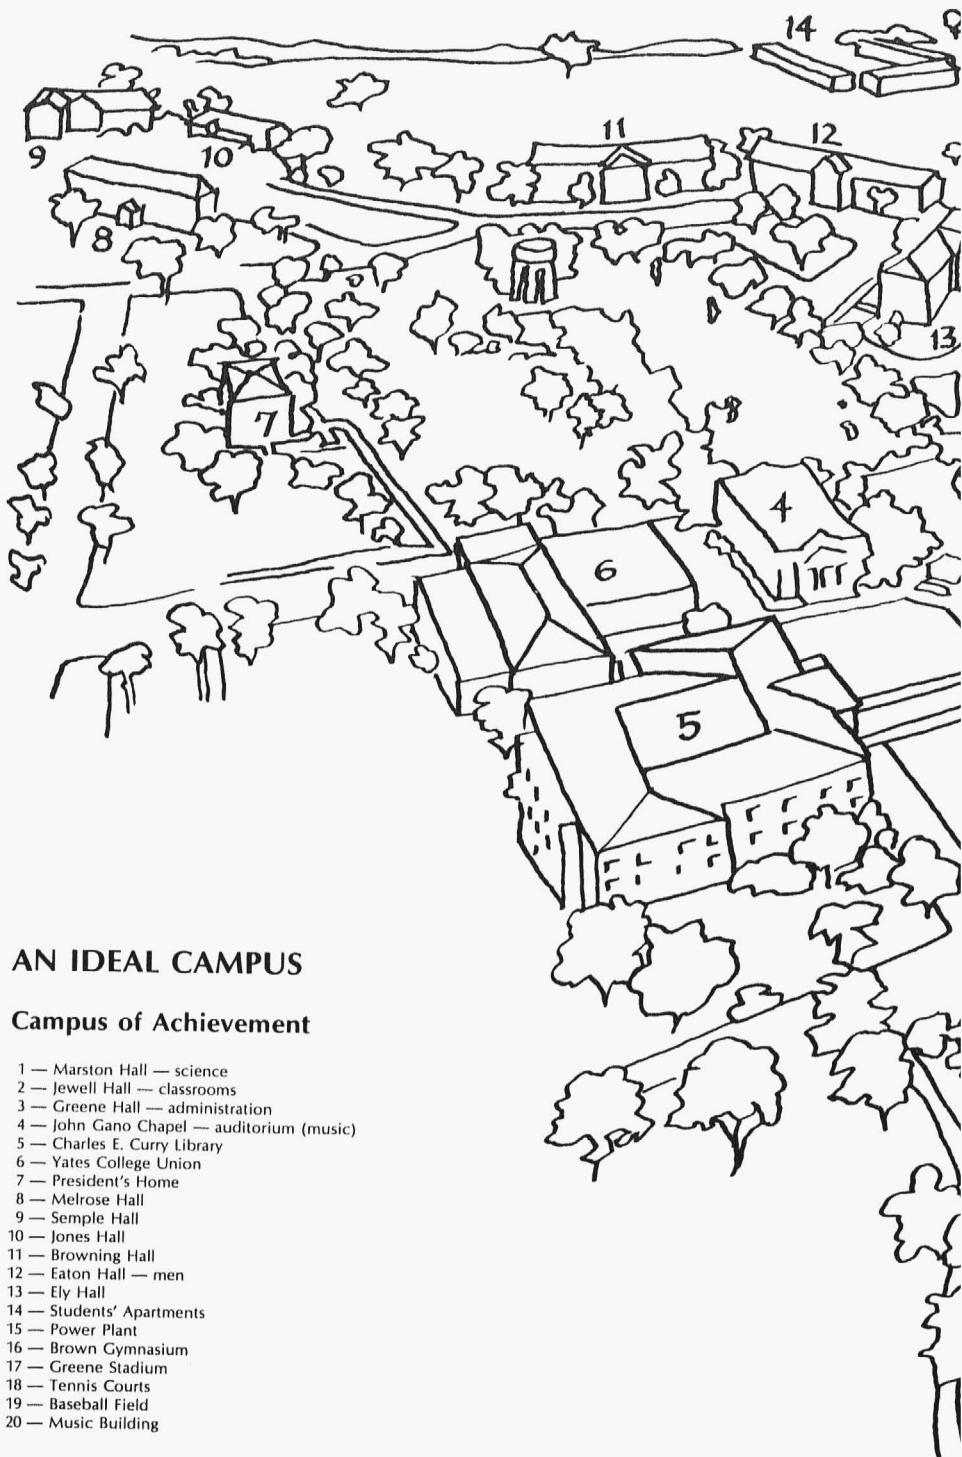 14
9
10
11
12
8
13
7
4
6
5
AN IDEAL CAMPUS
Campus of Achievement
1 — Marston Hall — science
2 — Jewell Hall — classrooms
3 — Greene Hall — administration
4 — John Gano Chapel — auditorium (music)
5 — Charles E. Curry Library
6 — Yates College Union
7 — President's Home
8 — Melrose Hall
9 — Semple Hall
10 — Jones Hall
11 — Browning Hall
12 — Eaton Hall — men
13 — Ely Hall
14 — Students' Apartments
15 — Power Plant
16 — Brown Gymnasium
17 — Greene Stadium
18 — Tennis Courts
19 — Baseball Field
20 — Music Building